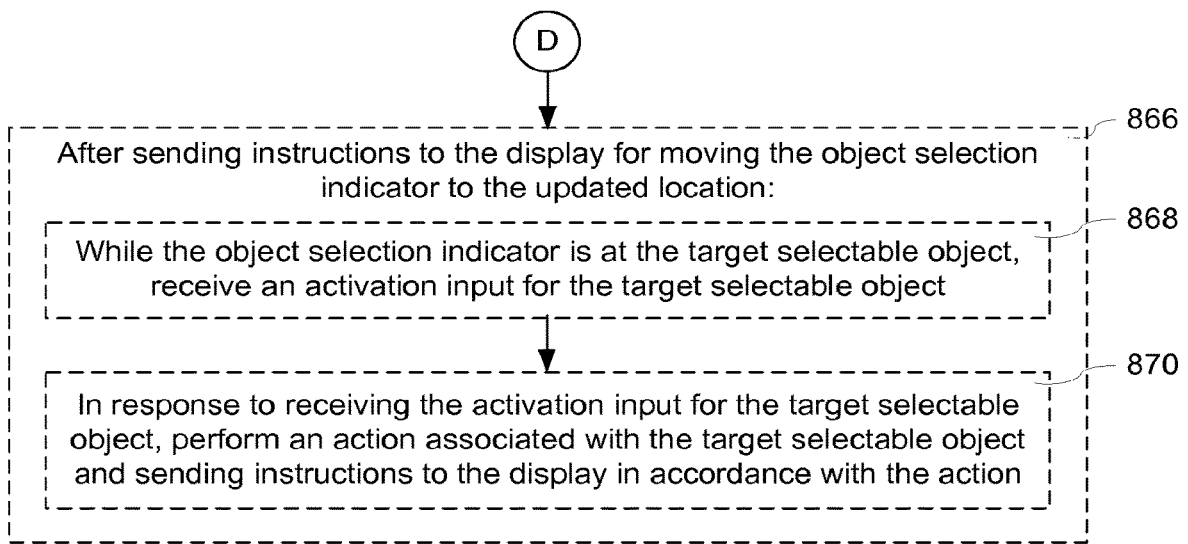 D
866
After sending instructions to the display for moving the object selection
indicator to the updated location:
868
While the object selection indicator is at the target selectable object,
receive an activation input for the target selectable object
870
In response to receiving the activation input for the target selectable
object, perform an action associated with the target selectable object
and sending instructions to the display in accordance with the action